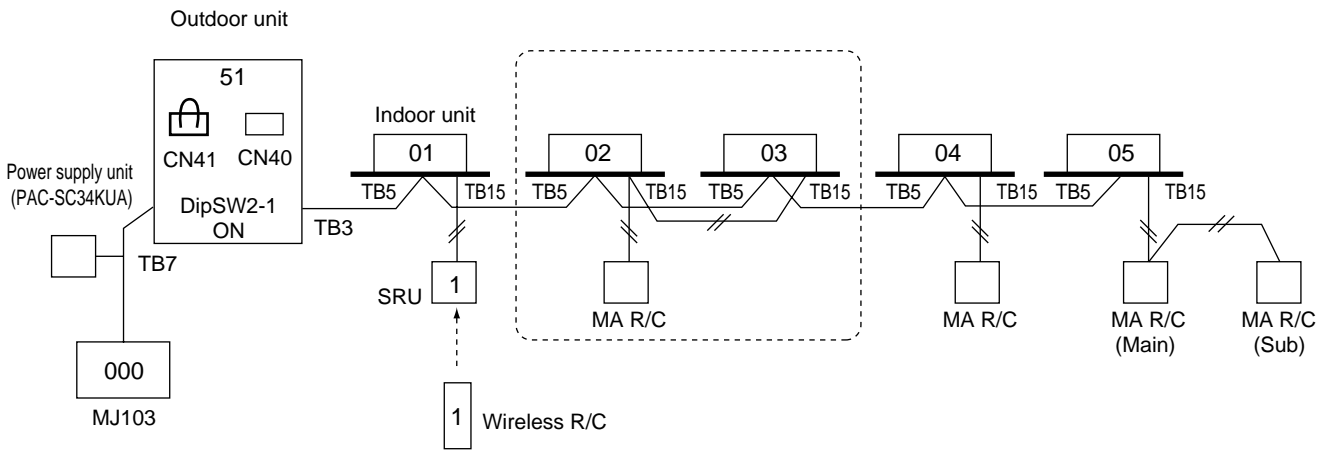 Outdoor unit
51
CN41 CN40
DipSW2-1
ON
Power supply unit
(PAC-SC34KUA)
TB7
TB3
000
MJ103
Indoor unit
01
TB5 TB15
SRU 1
1 Wireless R/C
02
TB5 TB15
MA R/C
03
TB5 TB15
04
TB5 TB15
MA R/C
05
TB5 TB15
MA R/C
(Main)
MA R/C
(Sub)